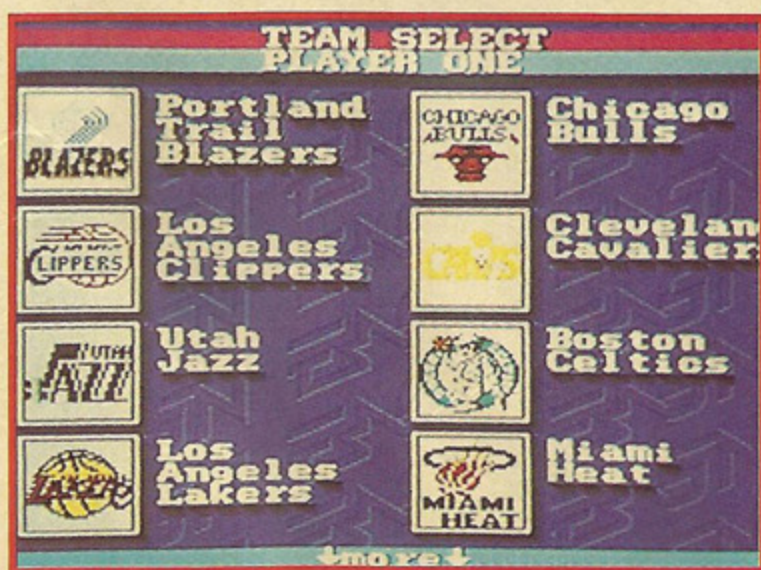 TEAM SELECT
PLAYER ONE
BLAZERS
Portland
Trail
Blazers
CHICAGO
BULLS
Chicago
Bulls
CLIPPERS
Los
Angeles
Clippers
CAVS
Clevelan
Cavalier
UTAH
JAZZ
Utah
Jazz
Boston
Celtics
LAKERS
Los
Angeles
Lakers
MIAMI
HEAT
Miami
Heat
↓more↓